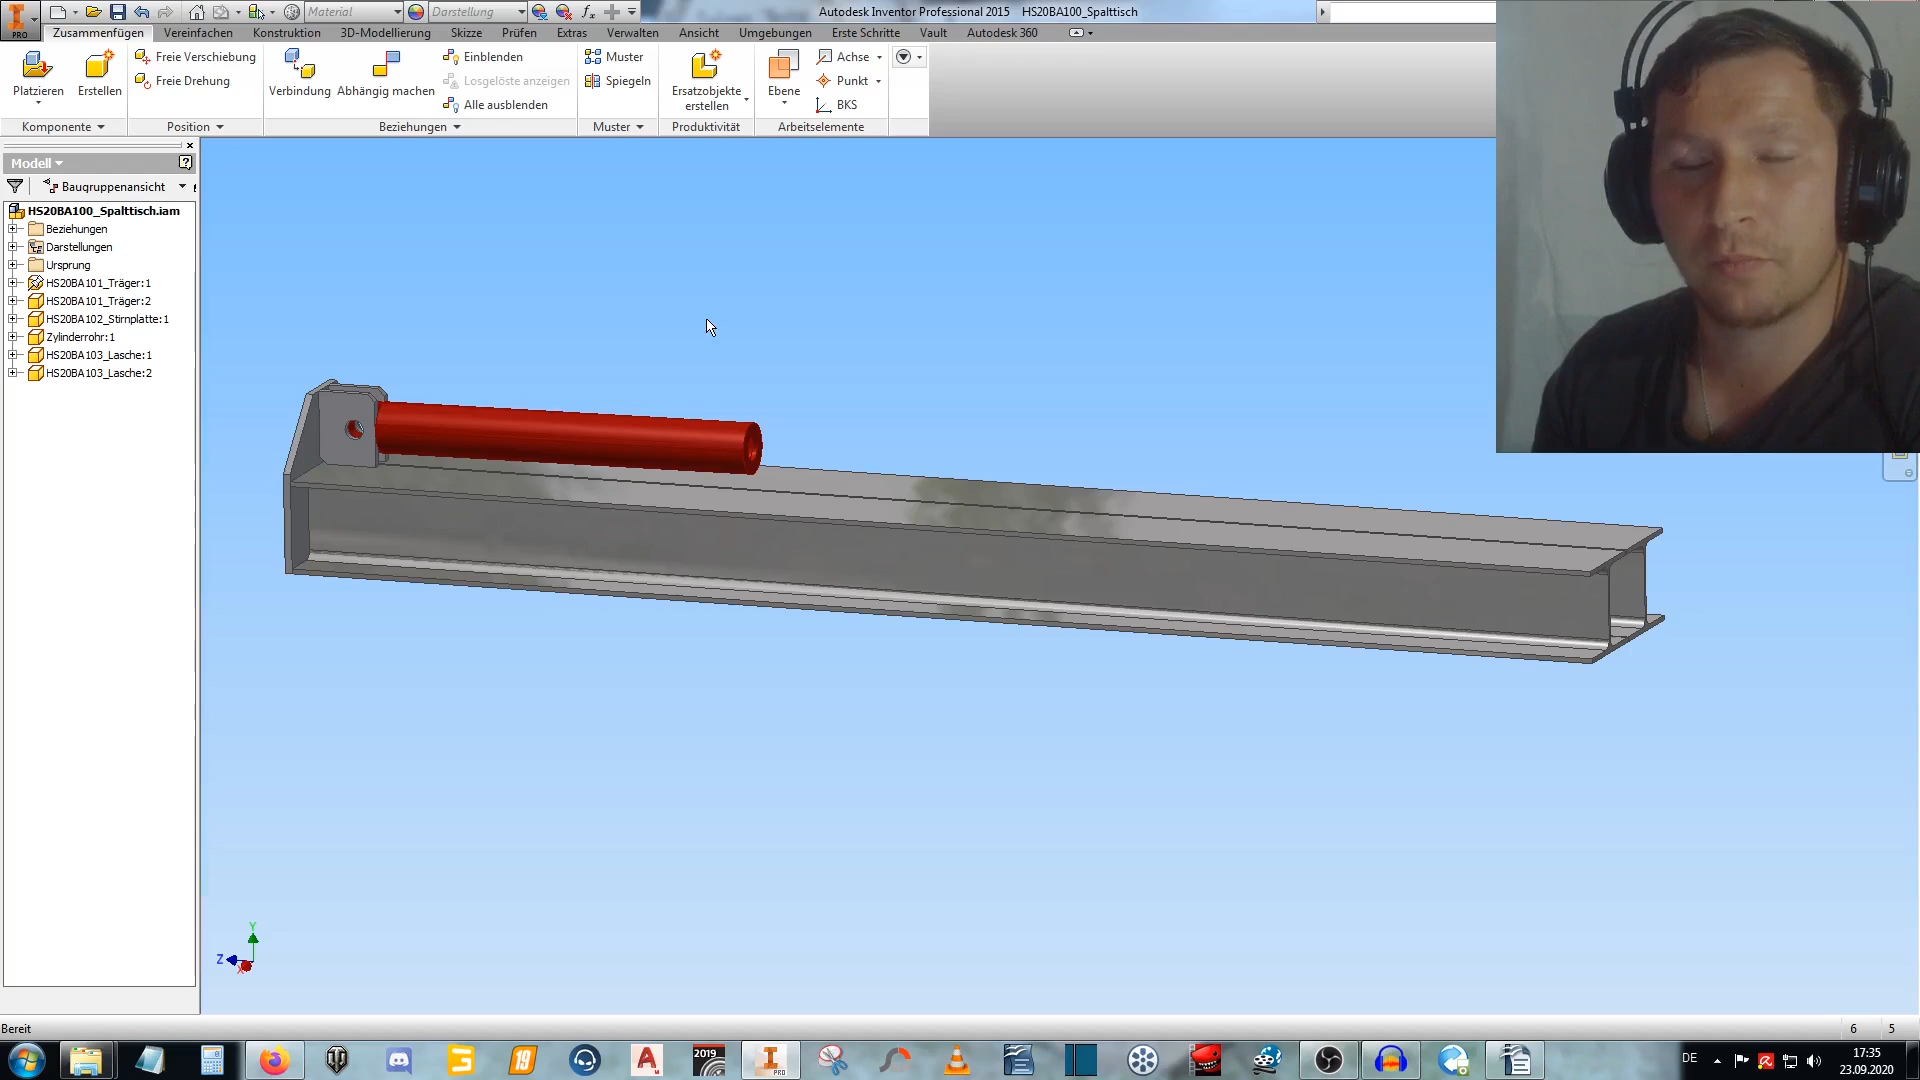 Material
Darstellung
Autodesk Inventor Professional 2015 HS20BA100_Spalttisch
PRO
Zusammenfügen Vereinfachen Konstruktion 3D-Modellierung Skizze Prüfen Extras Verwalten Ansicht Umgebungen Erste Schritte Vault Autodesk 360
Platzieren
Erstellen
Freie Verschiebung
Freie Drehung
Verbindung
Abhängig machen
Einblenden
Losgelöste anzeigen
Alle ausblenden
Muster
Spiegeln
Ersatzobjekte
erstellen
Ebene
Achse
Punkt
BKS
Komponente Position Beziehungen Muster Produktivität Arbeitselemente
Modell
Baugruppenansicht
HS20BA100_Spalttisch.iam
Beziehungen
Darstellungen
Ursprung
HS20BA101_Träger:1
HS20BA101_Träger:2
HS20BA102_Stirnplatte:1
Zylinderrohr:1
HS20BA103_Lasche:1
HS20BA103_Lasche:2
Y
Z
X
Bereit
6 5
19
2019
PRO
DE
17:35
23.09.2020